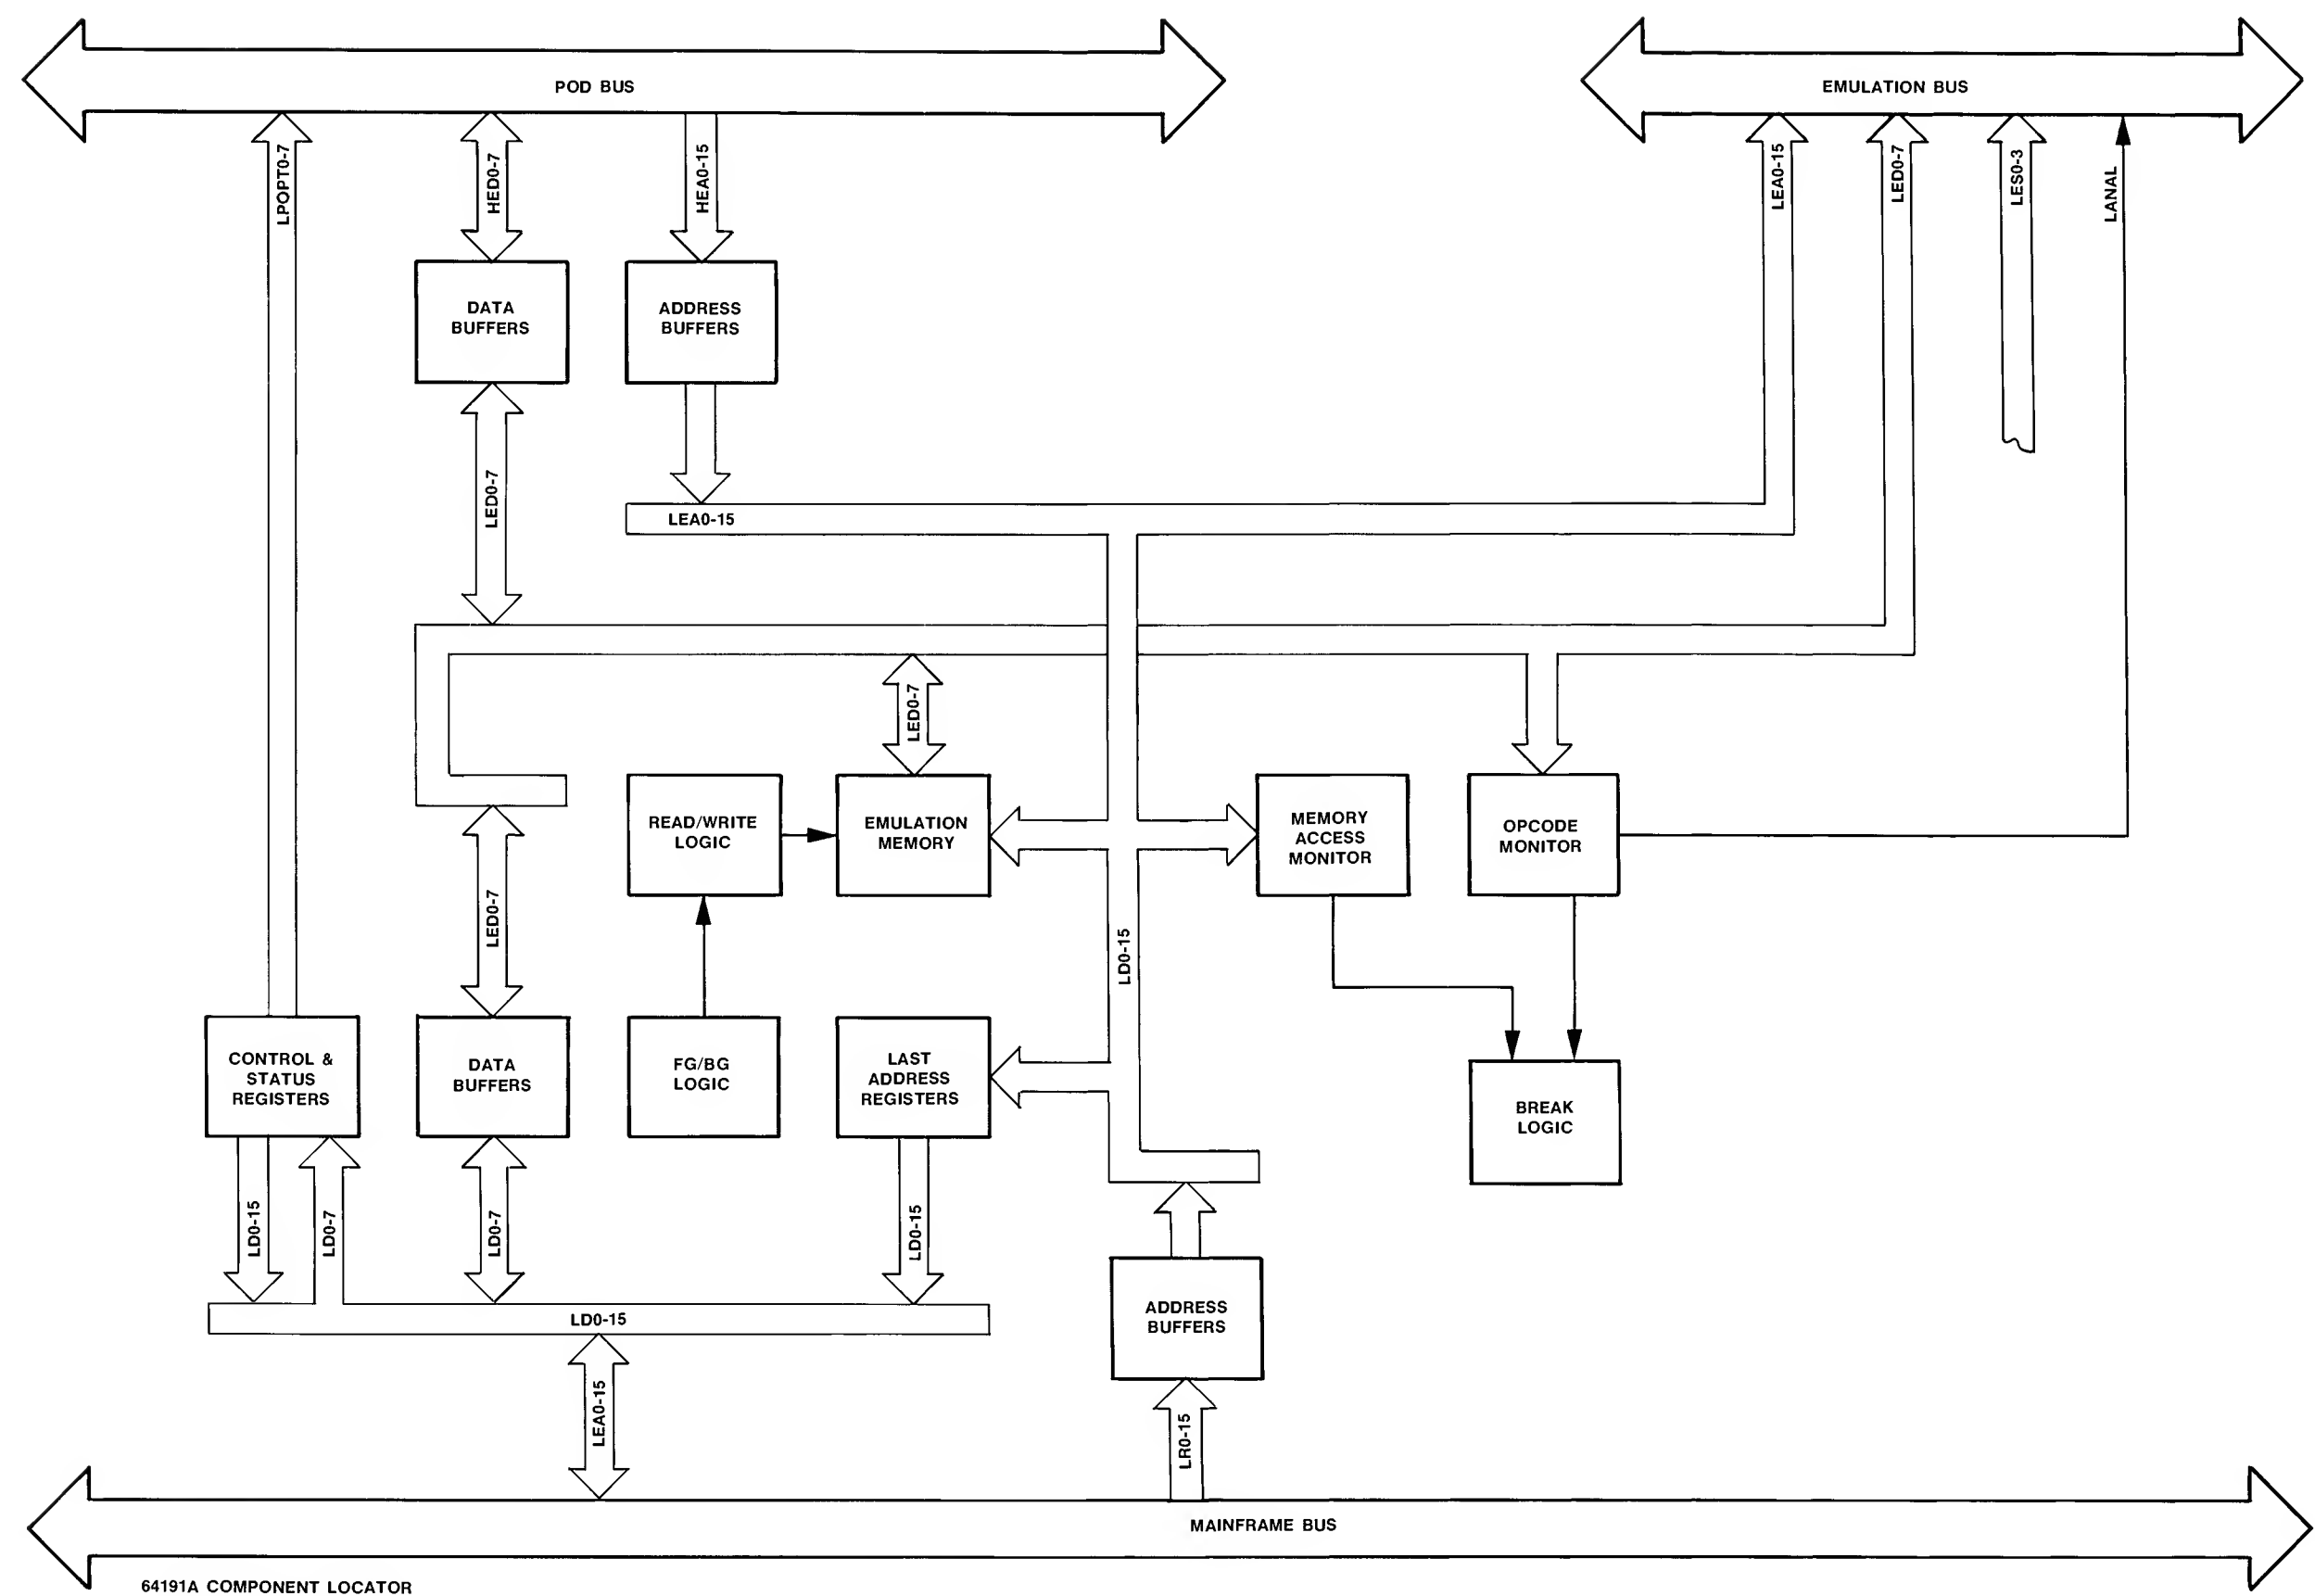 POD BUS
EMULATION BUS
LPOPT0-7
HED0-7
HEA0-15
LEA0-15
LED0-7
LES0-3
LANAL
DATA
BUFFERS
ADDRESS
BUFFERS
LED0-7
LEA0-15
LED0-7
READ/WRITE
LOGIC
EMULATION
MEMORY
MEMORY
ACCESS
MONITOR
OPCODE
MONITOR
LED0-7
LD0-15
CONTROL &
STATUS
REGISTERS
DATA
BUFFERS
FG/BG
LOGIC
LAST
ADDRESS
REGISTERS
BREAK
LOGIC
LD0-15
LD0-7
LD0-7
LD0-15
ADDRESS
BUFFERS
LD0-15
LEA0-15
LR0-15
MAINFRAME BUS
64191A COMPONENT LOCATOR